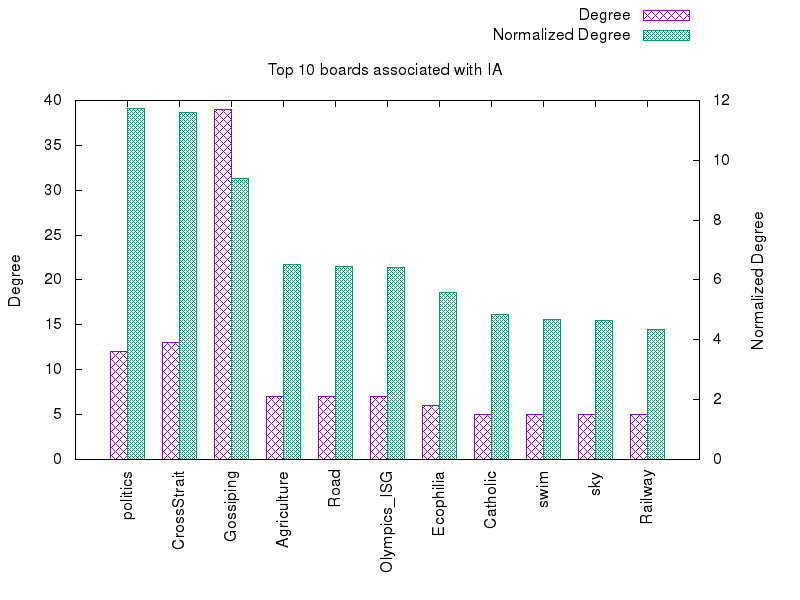 Degree
Normalized Degree
Top 10 boards associated with IA
40
35
30
25
20
15
10
5
0
12
10
8
6
4
2
0
Degree
Normalized Degree
politics
CrossStrait
Gossiping
Agriculture
Road
Olympics_ISG
Ecophilia
Catholic
swim
sky
Railway